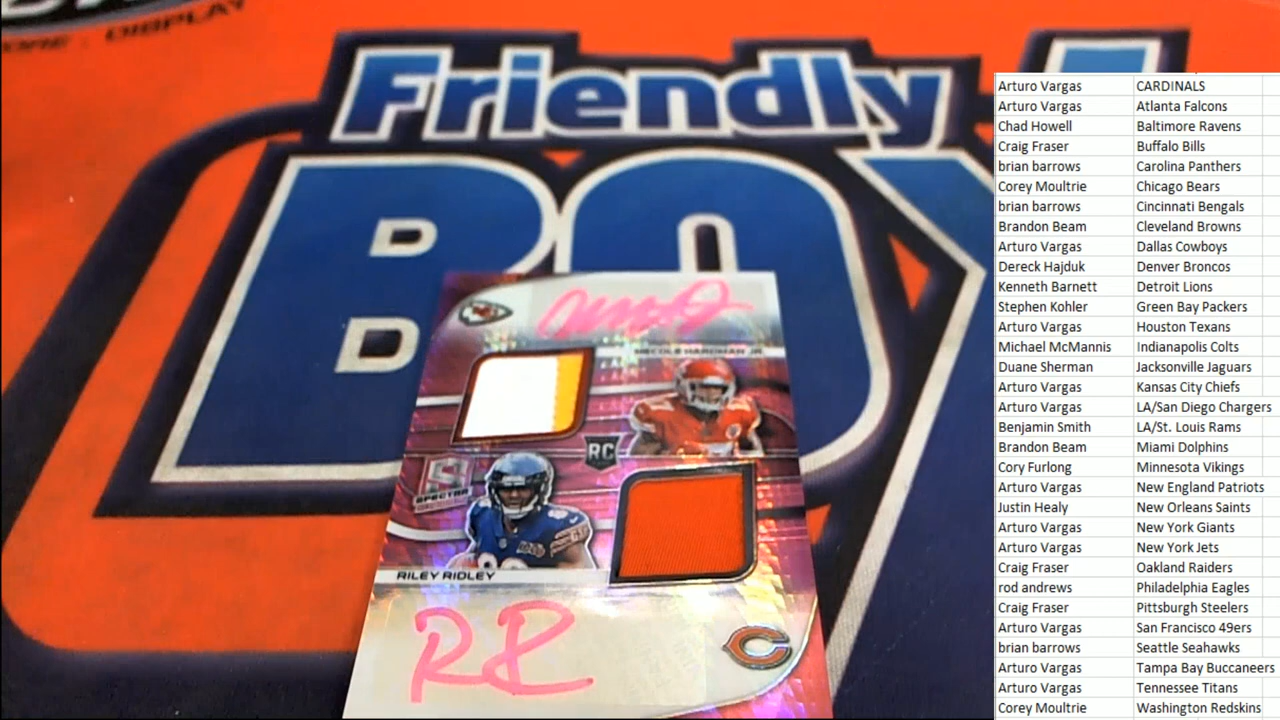 ORE · DISPLAY
Friendly
BOY
MECOLE HARDMAN JR.
RC
SPECTRA
RILEY RIDLEY
RR
C
Arturo Vargas CARDINALS
Arturo Vargas Atlanta Falcons
Chad Howell Baltimore Ravens
Craig Fraser Buffalo Bills
brian barrows Carolina Panthers
Corey Moultrie Chicago Bears
brian barrows Cincinnati Bengals
Brandon Beam Cleveland Browns
Arturo Vargas Dallas Cowboys
Dereck Hajduk Denver Broncos
Kenneth Barnett Detroit Lions
Stephen Kohler Green Bay Packers
Arturo Vargas Houston Texans
Michael McMannis Indianapolis Colts
Duane Sherman Jacksonville Jaguars
Arturo Vargas Kansas City Chiefs
Arturo Vargas LA/San Diego Chargers
Benjamin Smith LA/St. Louis Rams
Brandon Beam Miami Dolphins
Cory Furlong Minnesota Vikings
Arturo Vargas New England Patriots
Justin Healy New Orleans Saints
Arturo Vargas New York Giants
Arturo Vargas New York Jets
Craig Fraser Oakland Raiders
rod andrews Philadelphia Eagles
Craig Fraser Pittsburgh Steelers
Arturo Vargas San Francisco 49ers
brian barrows Seattle Seahawks
Arturo Vargas Tampa Bay Buccaneers
Arturo Vargas Tennessee Titans
Corey Moultrie Washington Redskins